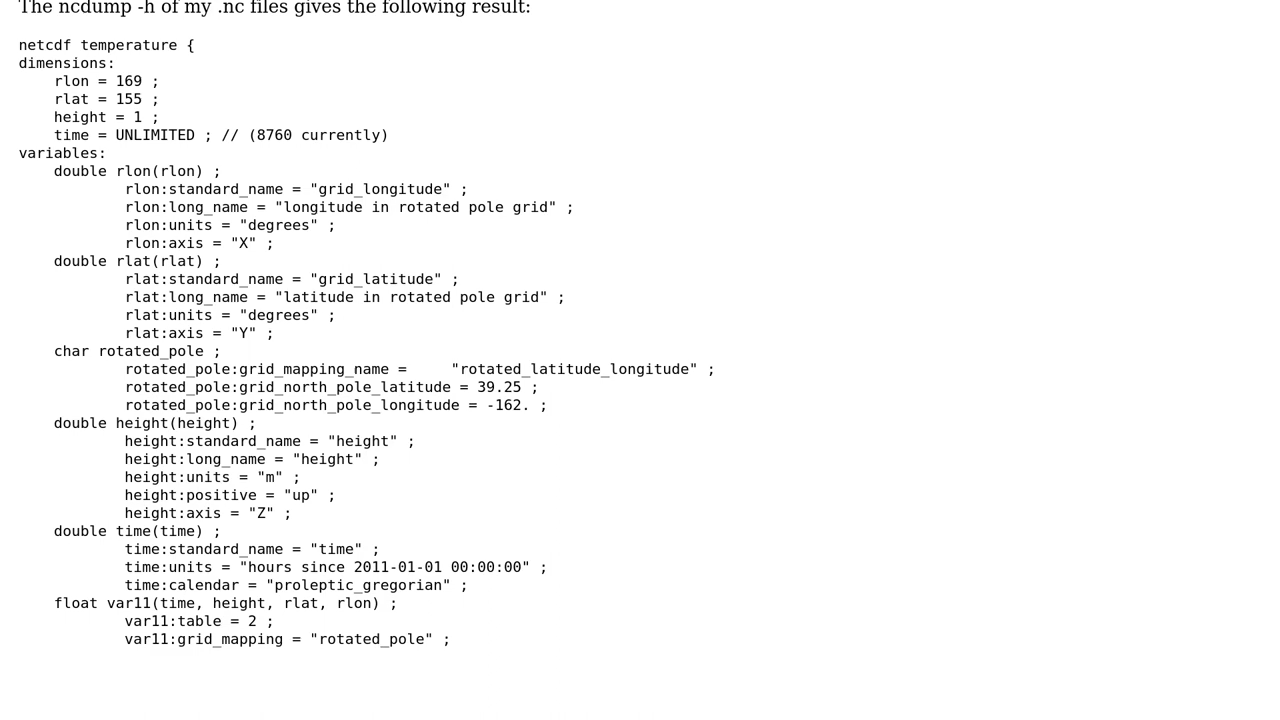 The ncdump -h of my .nc files gives the following result:
netcdf temperature {
dimensions:
    rlon = 169 ;
    rlat = 155 ;
    height = 1 ;
    time = UNLIMITED ; // (8760 currently)
variables:
    double rlon(rlon) ;
            rlon:standard_name = "grid_longitude" ;
            rlon:long_name = "longitude in rotated pole grid" ;
            rlon:units = "degrees" ;
            rlon:axis = "X" ;
    double rlat(rlat) ;
            rlat:standard_name = "grid_latitude" ;
            rlat:long_name = "latitude in rotated pole grid" ;
            rlat:units = "degrees" ;
            rlat:axis = "Y" ;
    char rotated_pole ;
            rotated_pole:grid_mapping_name =     "rotated_latitude_longitude" ;
            rotated_pole:grid_north_pole_latitude = 39.25 ;
            rotated_pole:grid_north_pole_longitude = -162. ;
    double height(height) ;
            height:standard_name = "height" ;
            height:long_name = "height" ;
            height:units = "m" ;
            height:positive = "up" ;
            height:axis = "Z" ;
    double time(time) ;
            time:standard_name = "time" ;
            time:units = "hours since 2011-01-01 00:00:00" ;
            time:calendar = "proleptic_gregorian" ;
    float var11(time, height, rlat, rlon) ;
            var11:table = 2 ;
            var11:grid_mapping = "rotated_pole" ;